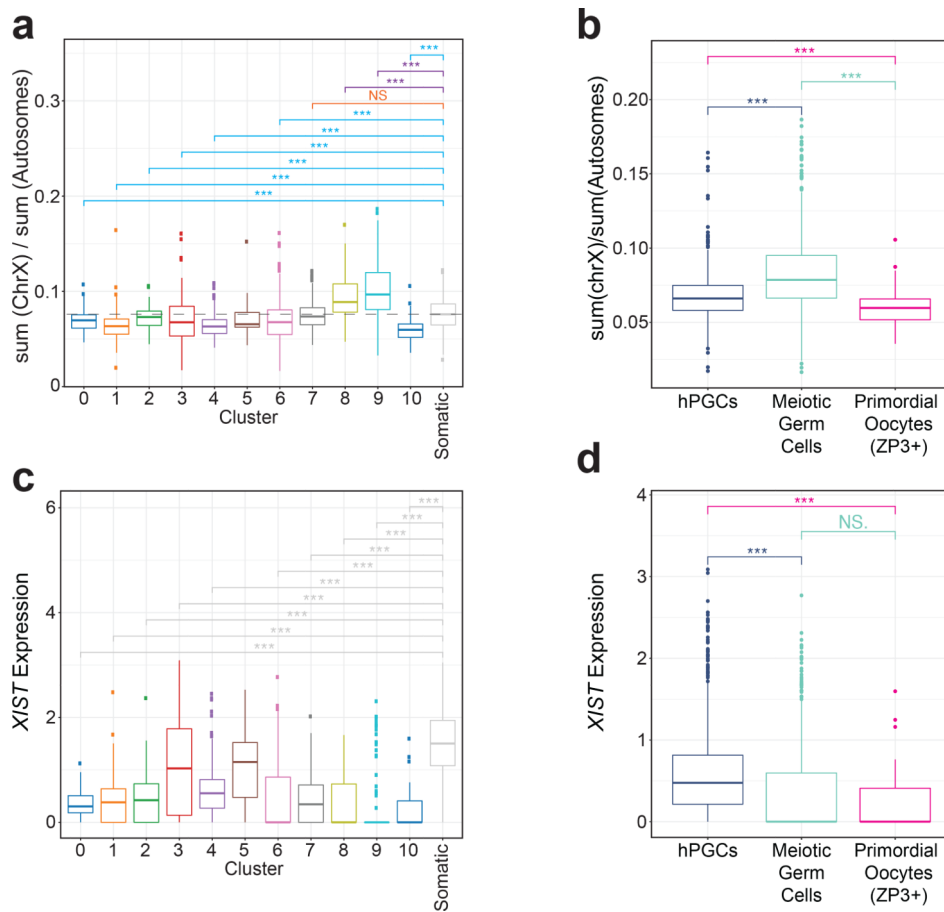 a
sum (ChrX) / sum (Autosomes)
0.3
0.2
0.1
0
***
***
***
NS
***
***
***
***
***
***
0 1 2 3 4 5 6 7 8 9 10 Somatic
Cluster
b
sum(chrX)/sum(Autosomes)
0.20
0.15
0.10
0.05
***
***
***
hPGCs Meiotic Germ Cells Primordial Oocytes (ZP3+)
c
XIST Expression
6
4
2
0
***
***
***
***
***
***
***
***
***
***
0 1 2 3 4 5 6 7 8 9 10 Somatic
Cluster
d
XIST Expression
4
3
2
1
0
***
NS.
***
hPGCs Meiotic Germ Cells Primordial Oocytes (ZP3+)